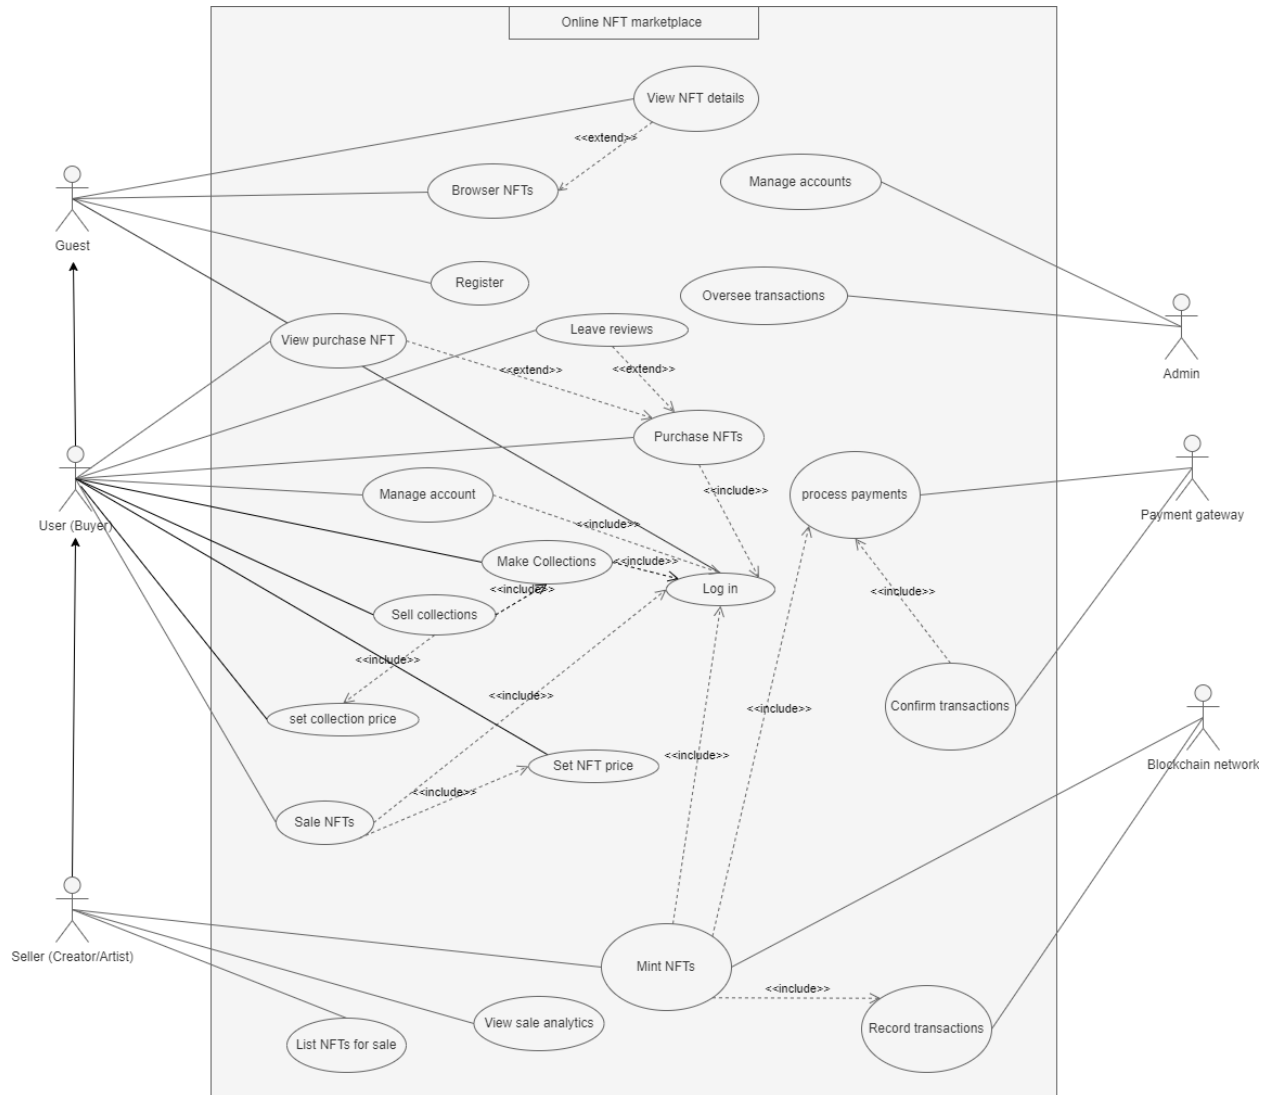 Online NFT marketplace
View NFT details
<<extend>>
Browser NFTs
Manage accounts
Guest
Register
Oversee transactions
Leave reviews
View purchase NFT
<<extend>>
<<extend>>
Admin
Purchase NFTs
Manage account
<<include>>
process payments
Payment gateway
User (Buyer)
<<include>>
Make Collections
<<include>>
Log in
<<include>>
<<include>>
Sell collections
<<include>>
<<include>>
set collection price
Confirm transactions
<<include>>
<<include>>
Set NFT price
Blockchain network
<<include>>
Sale NFTs
Seller (Creator/Artist)
Mint NFTs
<<include>>
View sale analytics
Record transactions
List NFTs for sale